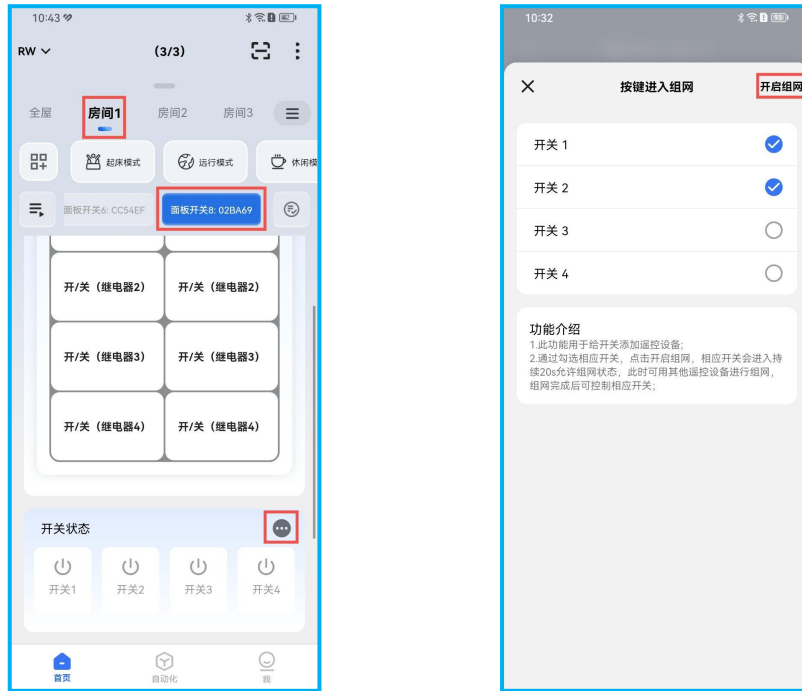 10:43
42
RW
(3/3)
全屋
房间1
房间2
房间3
起床模式
远行模式
休闲模
面板开关6: CC54EF
面板开关8: 02BA69
开/关（继电器2）
开/关（继电器2）
开/关（继电器3）
开/关（继电器3）
开/关（继电器4）
开/关（继电器4）
开关状态
开关1
开关2
开关3
开关4
首页
自动化
我
10:32
按键进入组网
开启组网
开关 1
开关 2
开关 3
开关 4
功能介绍
1.此功能用于给开关添加遥控设备;
2.通过勾选相应开关，点击开启组网，相应开关会进入持
续20s允许组网状态，此时可用其他遥控设备进行组网，
组网完成后可控制相应开关;